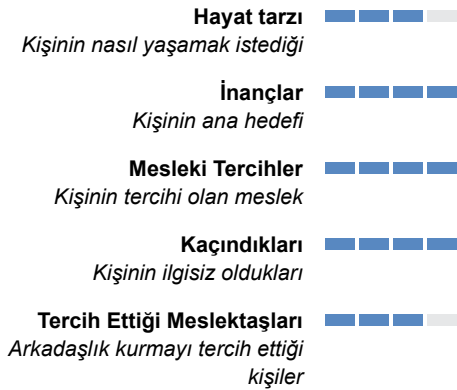 Hayat tarzı
Kişinin nasıl yaşamak istediği
İnançlar
Kişinin ana hedefi
Mesleki Tercihler
Kişinin tercihi olan meslek
Kaçındıkları
Kişinin ilgisiz oldukları
Tercih Ettiği Meslektaşları
Arkadaşlık kurmayı tercih ettiği
kişiler